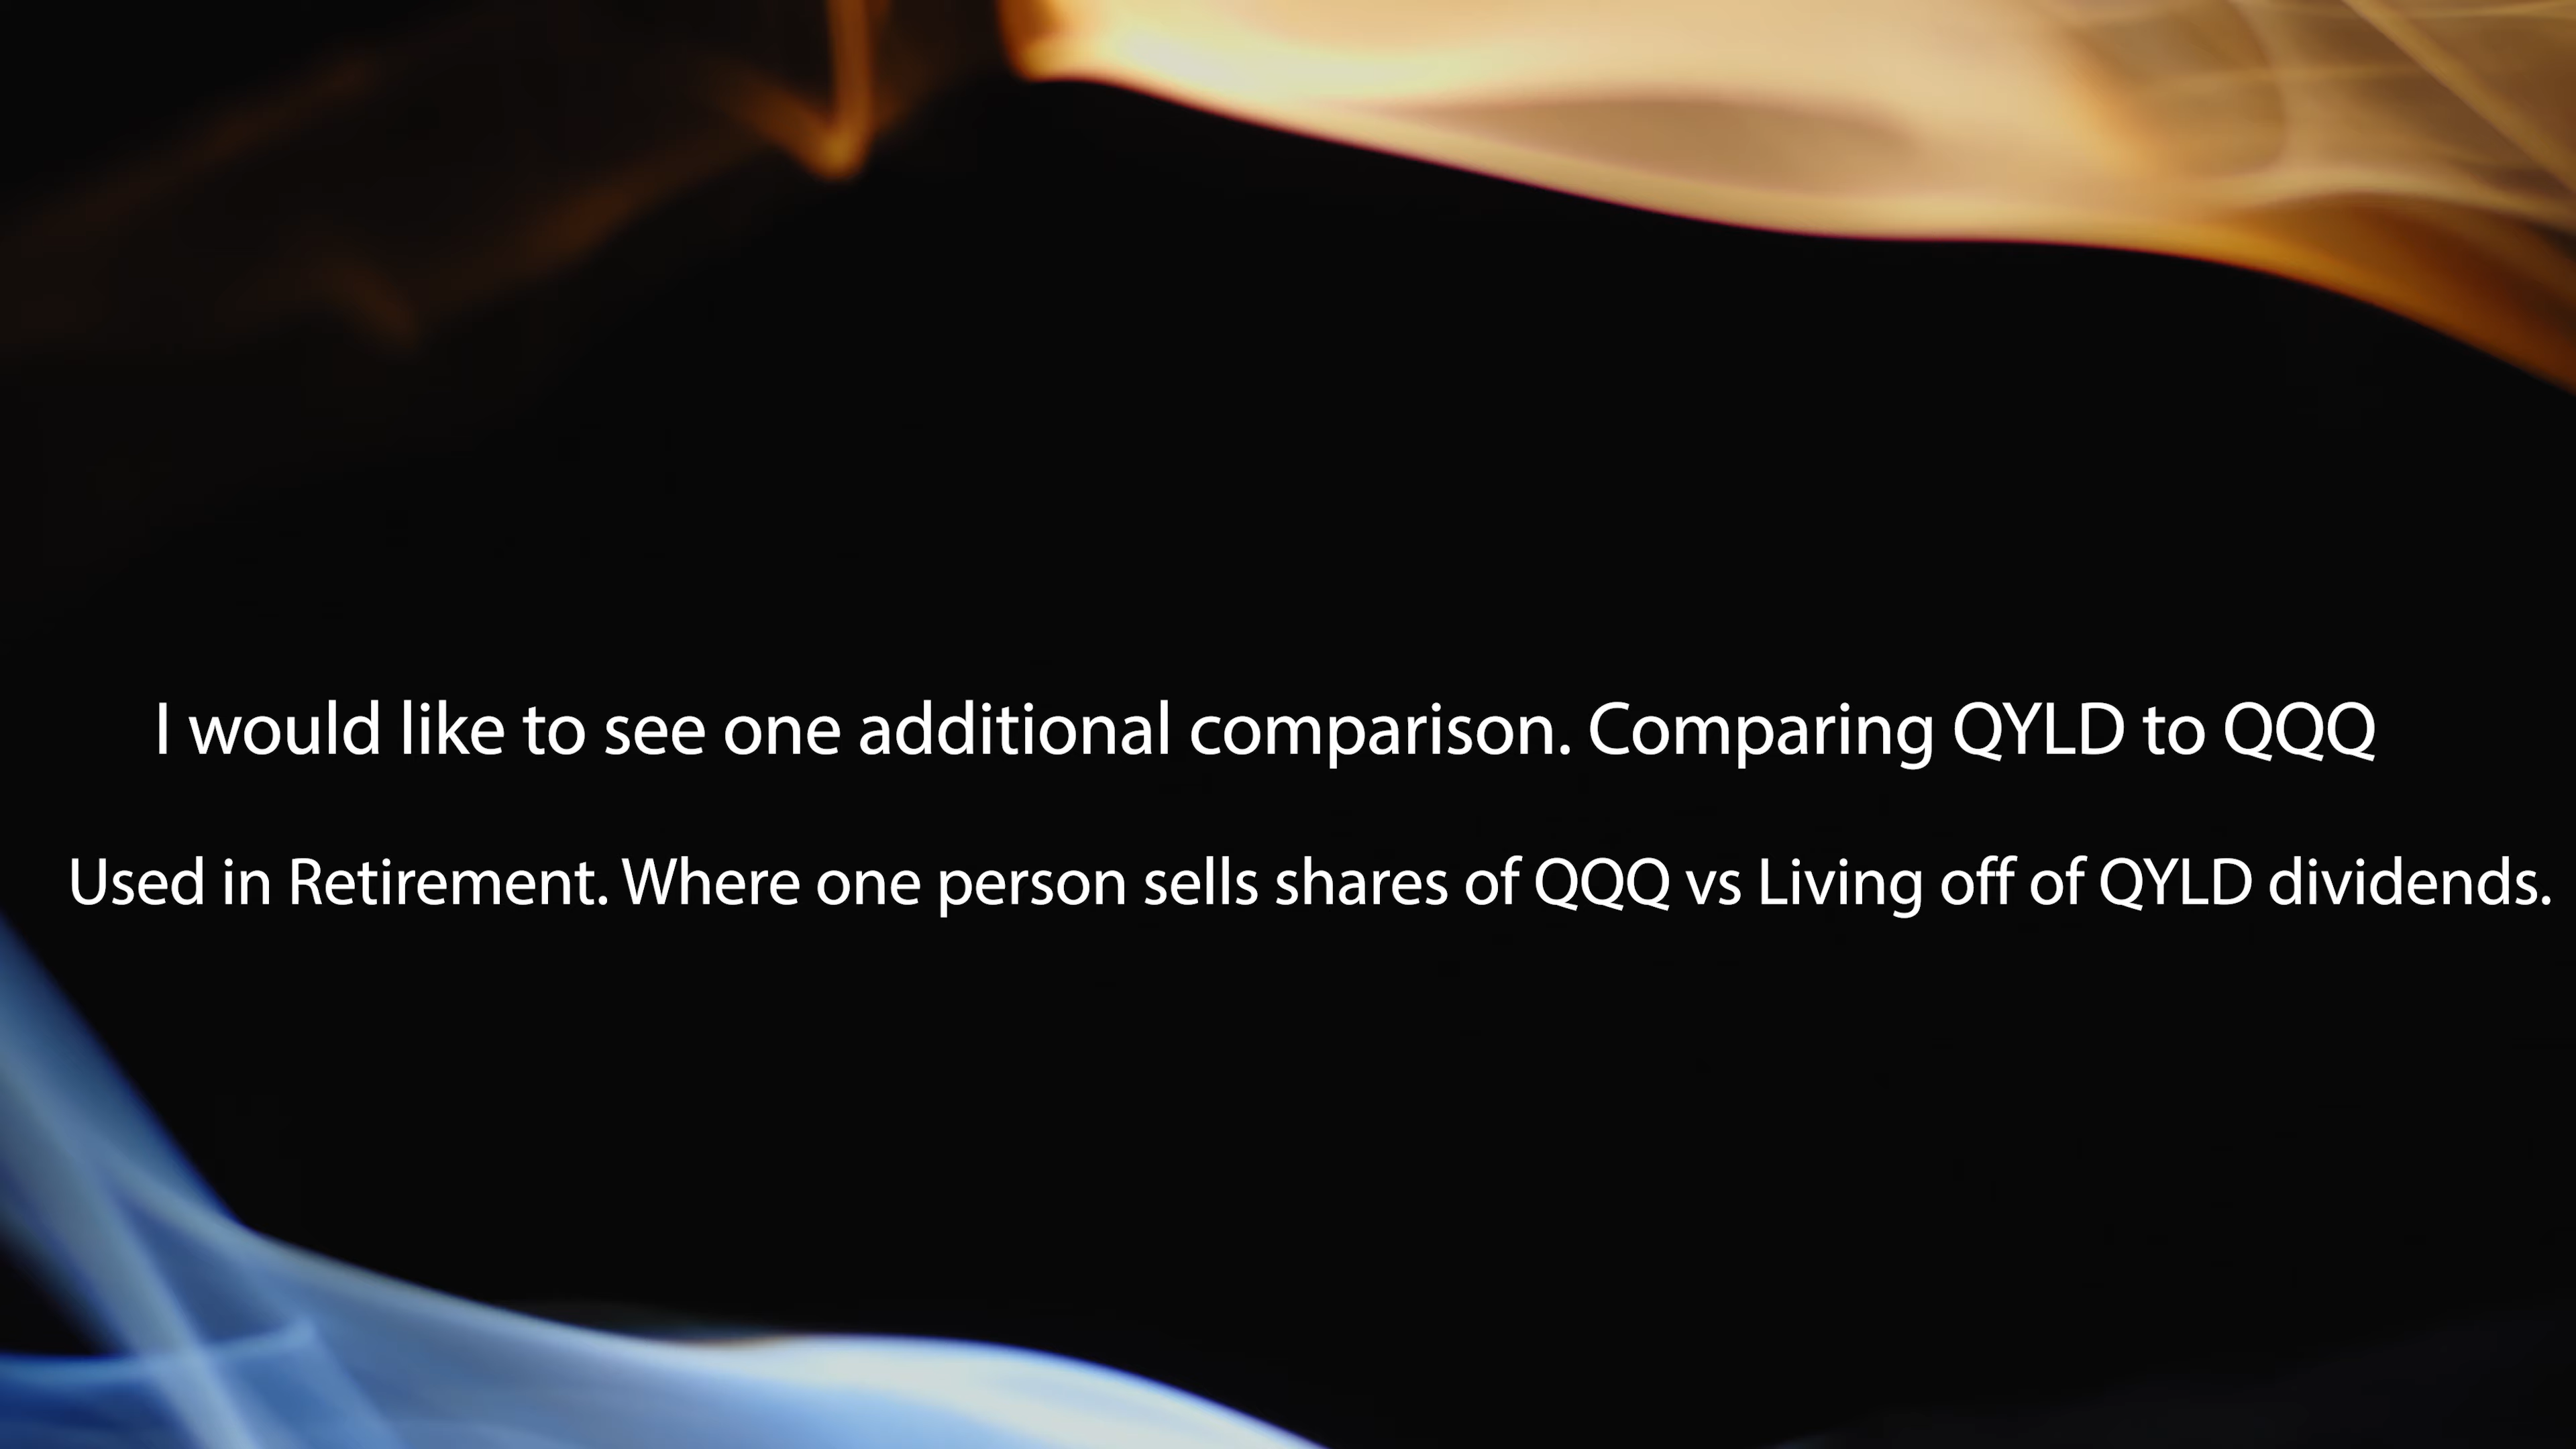 I would like to see one additional comparison. Comparing QYLD to QQQ
Used in Retirement. Where one person sells shares of QQQ vs Living off of QYLD dividends.